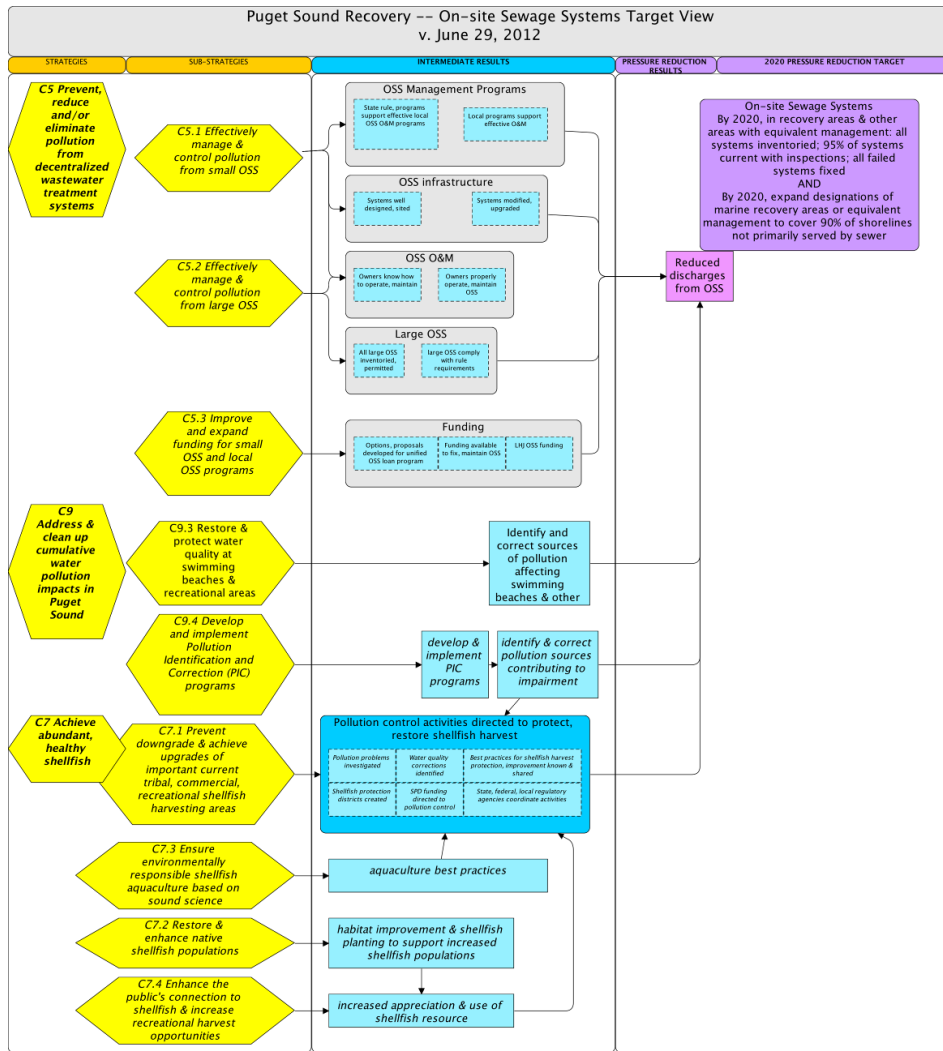 Puget Sound Recovery -- On-site Sewage Systems Target View
v. June 29, 2012
STRATEGIES
SUB-STRATEGIES
INTERMEDIATE RESULTS
PRESSURE REDUCTION
RESULTS
2020 PRESSURE REDUCTION TARGET
C5 Prevent,
reduce
and/or
eliminate
pollution
from
decentralized
wastewater
treatment
systems
C5.1 Effectively
manage &
control pollution
from small OSS
OSS Management Programs
State rule, programs
support effective local
OSS O&M programs
Local programs support
effective O&M
On-site Sewage Systems
By 2020, in recovery areas & other
areas with equivalent management: all
systems inventoried; 95% of systems
current with inspections; all failed
systems fixed
AND
By 2020, expand designations of
marine recovery areas or equivalent
management to cover 90% of shorelines
not primarily served by sewer
OSS infrastructure
Systems well
designed, sited
Systems modified,
upgraded
C5.2 Effectively
manage &
control pollution
from large OSS
OSS O&M
Owners know how
to operate, maintain
Owners properly
operate, maintain
OSS
Reduced
discharges
from OSS
Large OSS
All large OSS
inventoried,
permitted
large OSS comply
with rule
requirements
C5.3 Improve
and expand
funding for small
OSS and local
OSS programs
Funding
Options, proposals
developed for unified
OSS loan program
Funding available
to fix, maintain OSS
LHJ OSS funding
C9
Address &
clean up
cumulative
water
pollution
impacts in
Puget
Sound
C9.3 Restore &
protect water
quality at
swimming
beaches &
recreational areas
Identify and
correct sources
of pollution
affecting
swimming
beaches & other
C9.4 Develop
and implement
Pollution
Identification and
Correction (PIC)
programs
develop &
implement
PIC
programs
identify & correct
pollution sources
contributing to
impairment
C7 Achieve
abundant,
healthy
shellfish
C7.1 Prevent
downgrade & achieve
upgrades of
important current
tribal, commercial,
recreational shellfish
harvesting areas
Pollution control activities directed to protect,
restore shellfish harvest
Pollution problems
investigated
Water quality
corrections
identified
Best practices for shellfish harvest
protection, improvement known &
shared
Shellfish protection
districts created
SPD funding
directed to
pollution control
State, federal, local regulatory
agencies coordinate activities
C7.3 Ensure
environmentally
responsible shellfish
aquaculture based on
sound science
aquaculture best practices
C7.2 Restore &
enhance native
shellfish populations
habitat improvement & shellfish
planting to support increased
shellfish populations
C7.4 Enhance the
public's connection to
shellfish & increase
recreational harvest
opportunities
increased appreciation & use of
shellfish resource